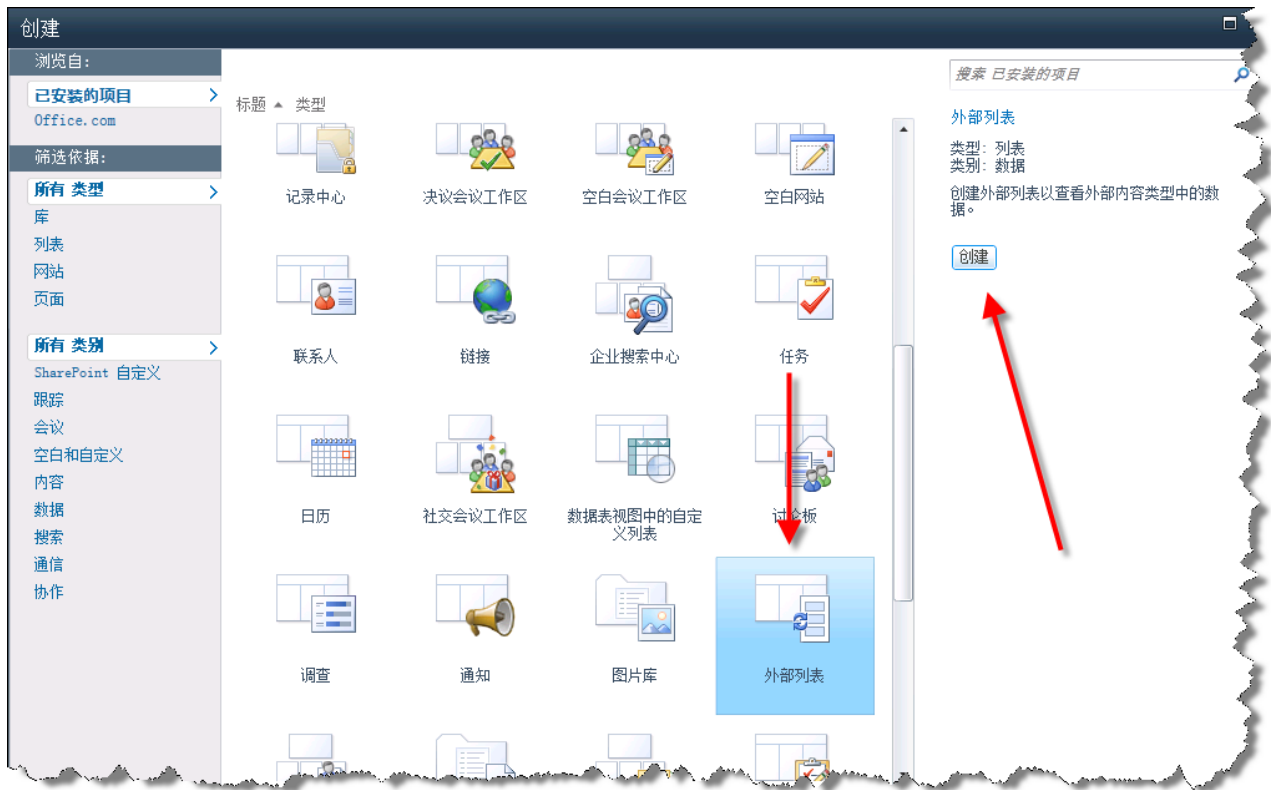 创建
浏览自:
已安装的项目
Office.com
筛选依据:
所有 类型
库
列表
网站
页面
所有 类别
SharePoint 自定义
跟踪
会议
空白和自定义
内容
数据
搜索
通信
协作
标题 类型
记录中心
决议会议工作区
空白会议工作区
空白网站
联系人
链接
企业搜索中心
任务
日历
社交会议工作区
数据表视图中的自定
义列表
讨论板
调查
通知
图片库
外部列表
搜索 已安装的项目
外部列表
类型: 列表
类别: 数据
创建外部列表以查看外部内容类型中的数
据。
创建